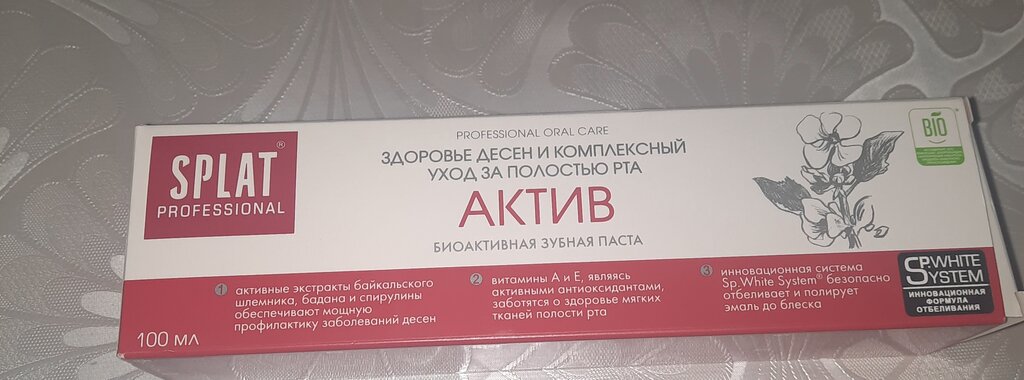 SPLAT®
PROFESSIONAL
PROFESSIONAL ORAL CARE
ЗДОРОВЬЕ ДЕСЕН И КОМПЛЕКСНЫЙ
УХОД ЗА ПОЛОСТЬЮ РТА
АКТИВ
БИОАКТИВНАЯ ЗУБНАЯ ПАСТА
BIO
1 активные экстракты байкальского
шлемника, бадана и спирулины
обеспечивают мощную
профилактику заболеваний десен
2 витамины А и Е, являясь
активными антиоксидантами,
заботятся о здоровье мягких
тканей полости рта
3 инновационная система
Sp.White System® безопасно
отбеливает и полирует
эмаль до блеска
SP.WHITE
SYSTEM
ИННОВАЦИОННАЯ
ФОРМУЛА
ОТБЕЛИВАНИЯ
100 мл